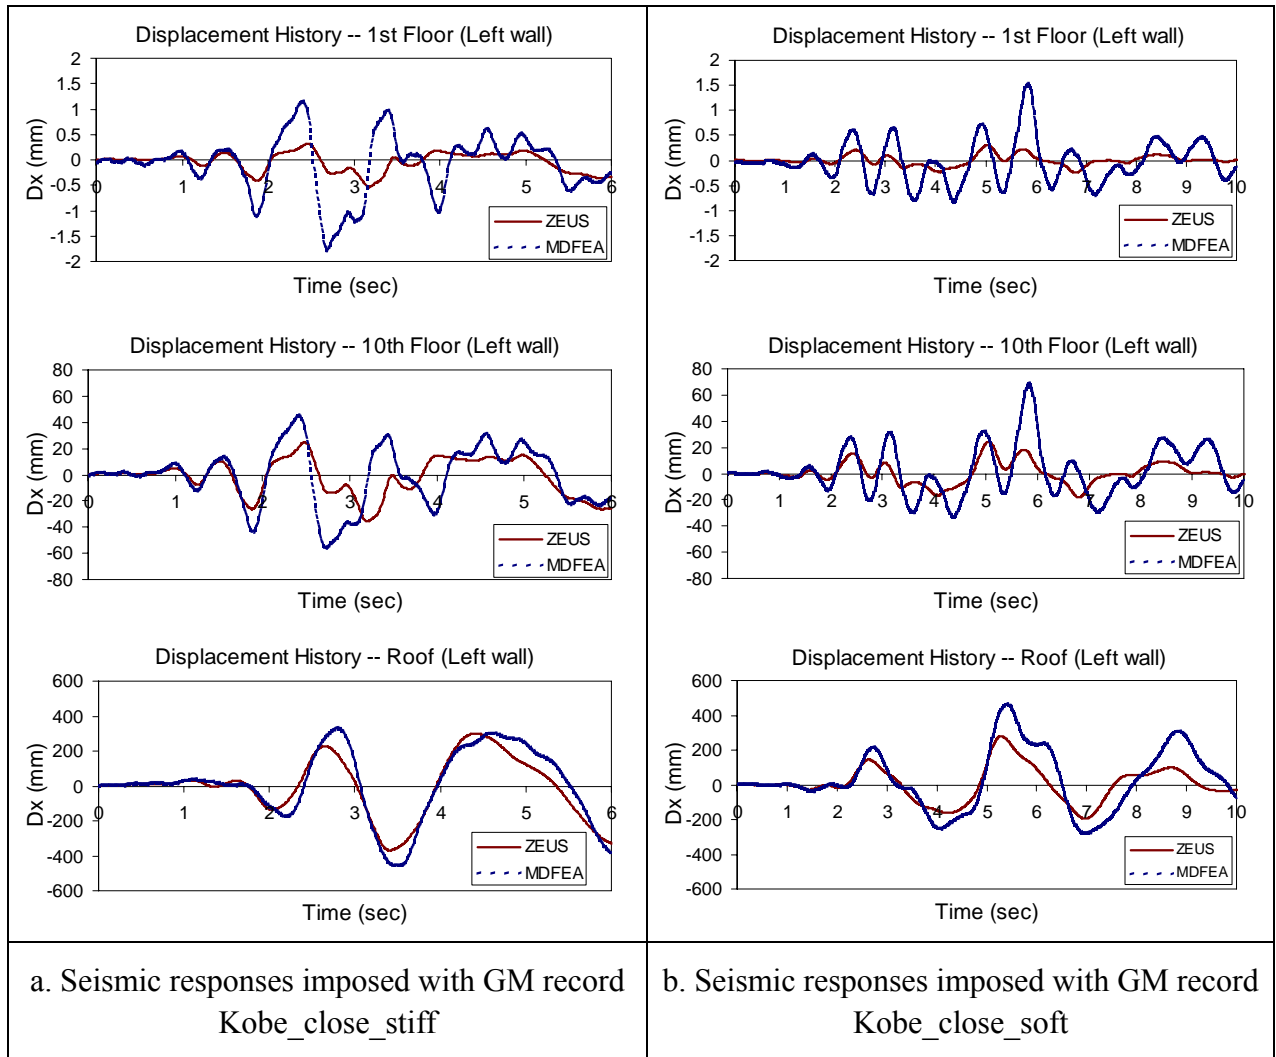 Displacement History -- 1st Floor (Left wall)
2
1.5
1
0.5
0
-0.5
-1
-1.5
-2
Dx (mm)
0 1 2 3 4 5 6
ZEUS
MDFEA
Time (sec)
Displacement History -- 10th Floor (Left wall)
80
60
40
20
0
-20
-40
-60
-80
Dx (mm)
0 1 2 3 4 5 6
ZEUS
MDFEA
Time (sec)
Displacement History -- Roof (Left wall)
600
400
200
0
-200
-400
-600
Dx (mm)
0 1 2 3 4 5 6
ZEUS
MDFEA
Time (sec)
a. Seismic responses imposed with GM record
Kobe_close_stiff
Displacement History -- 1st Floor (Left wall)
2
1.5
1
0.5
0
-0.5
-1
-1.5
-2
Dx (mm)
0 1 2 3 4 5 6 7 8 9 10
ZEUS
MDFEA
Time (sec)
Displacement History -- 10th Floor (Left wall)
80
60
40
20
0
-20
-40
-60
-80
Dx (mm)
0 1 2 3 4 5 6 7 8 9 10
ZEUS
MDFEA
Time (sec)
Displacement History -- Roof (Left wall)
600
400
200
0
-200
-400
-600
Dx (mm)
0 1 2 3 4 5 6 7 8 9 10
ZEUS
MDFEA
Time (sec)
b. Seismic responses imposed with GM record
Kobe_close_soft